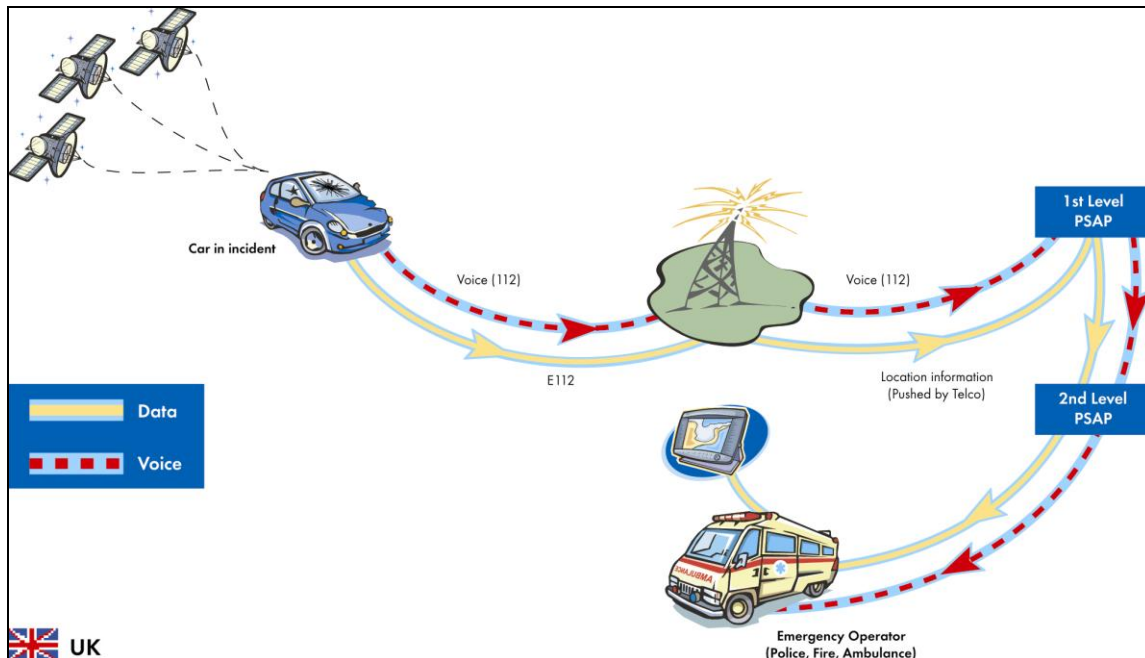 1st Level
PSAP
Car in incident
Voice (112)
Voice (112)
E112
Location information
(Pushed by Telco)
2nd Level
PSAP
Data
Voice
AMBULANCE
Emergency Operator
(Police, Fire, Ambulance)
UK